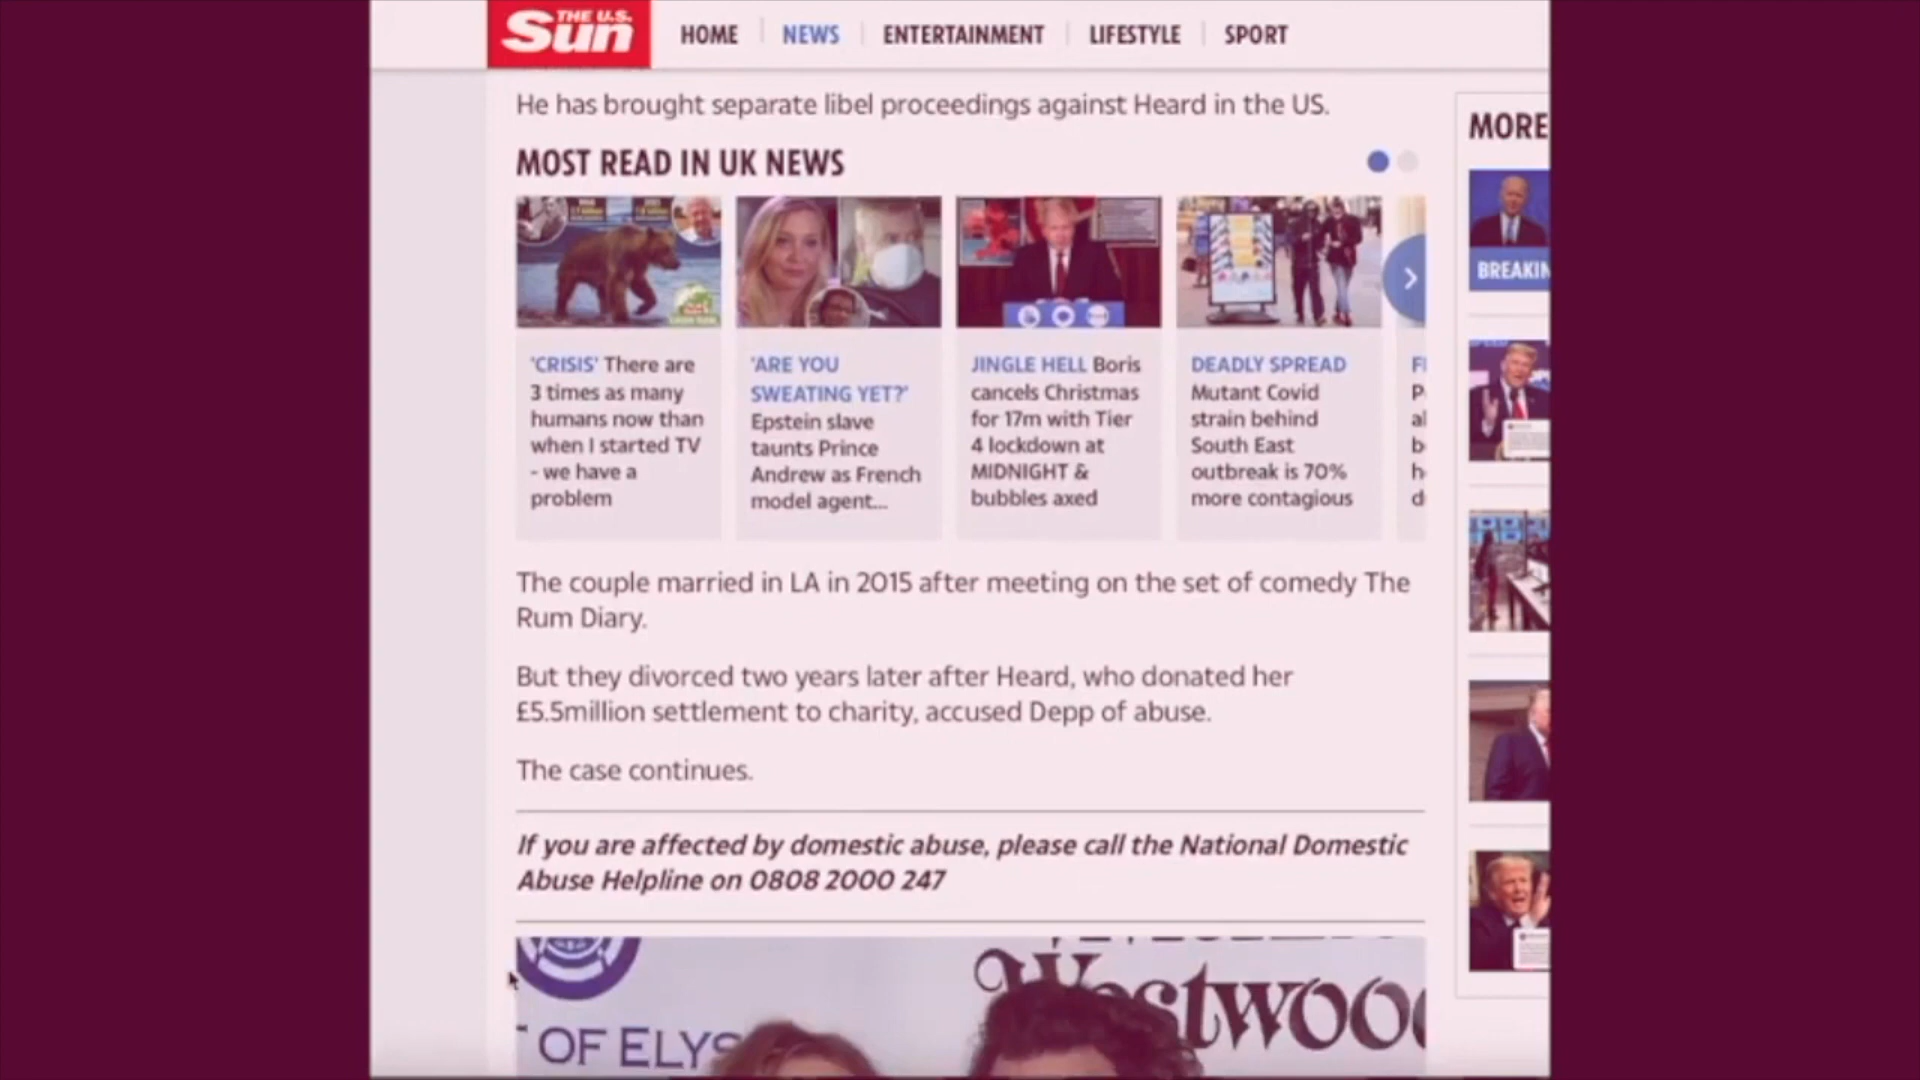 THE U.S.
Sun
HOME
NEWS
ENTERTAINMENT
LIFESTYLE
SPORT
He has brought separate libel proceedings against Heard in the US.
MOST READ IN UK NEWS
'CRISIS' There are
3 times as many
humans now than
when I started TV
- we have a
problem
'ARE YOU
SWEATING YET?'
Epstein slave
taunts Prince
Andrew as French
model agent...
JINGLE HELL Boris
cancels Christmas
for 17m with Tier
4 lockdown at
MIDNIGHT &
bubbles axed
DEADLY SPREAD
Mutant Covid
strain behind
South East
outbreak is 70%
more contagious
MORE
BREAKIN
The couple married in LA in 2015 after meeting on the set of comedy The
Rum Diary.
But they divorced two years later after Heard, who donated her
£5.5million settlement to charity, accused Depp of abuse.
The case continues.
If you are affected by domestic abuse, please call the National Domestic
Abuse Helpline on 0808 2000 247
OF ELYS
Westwoo